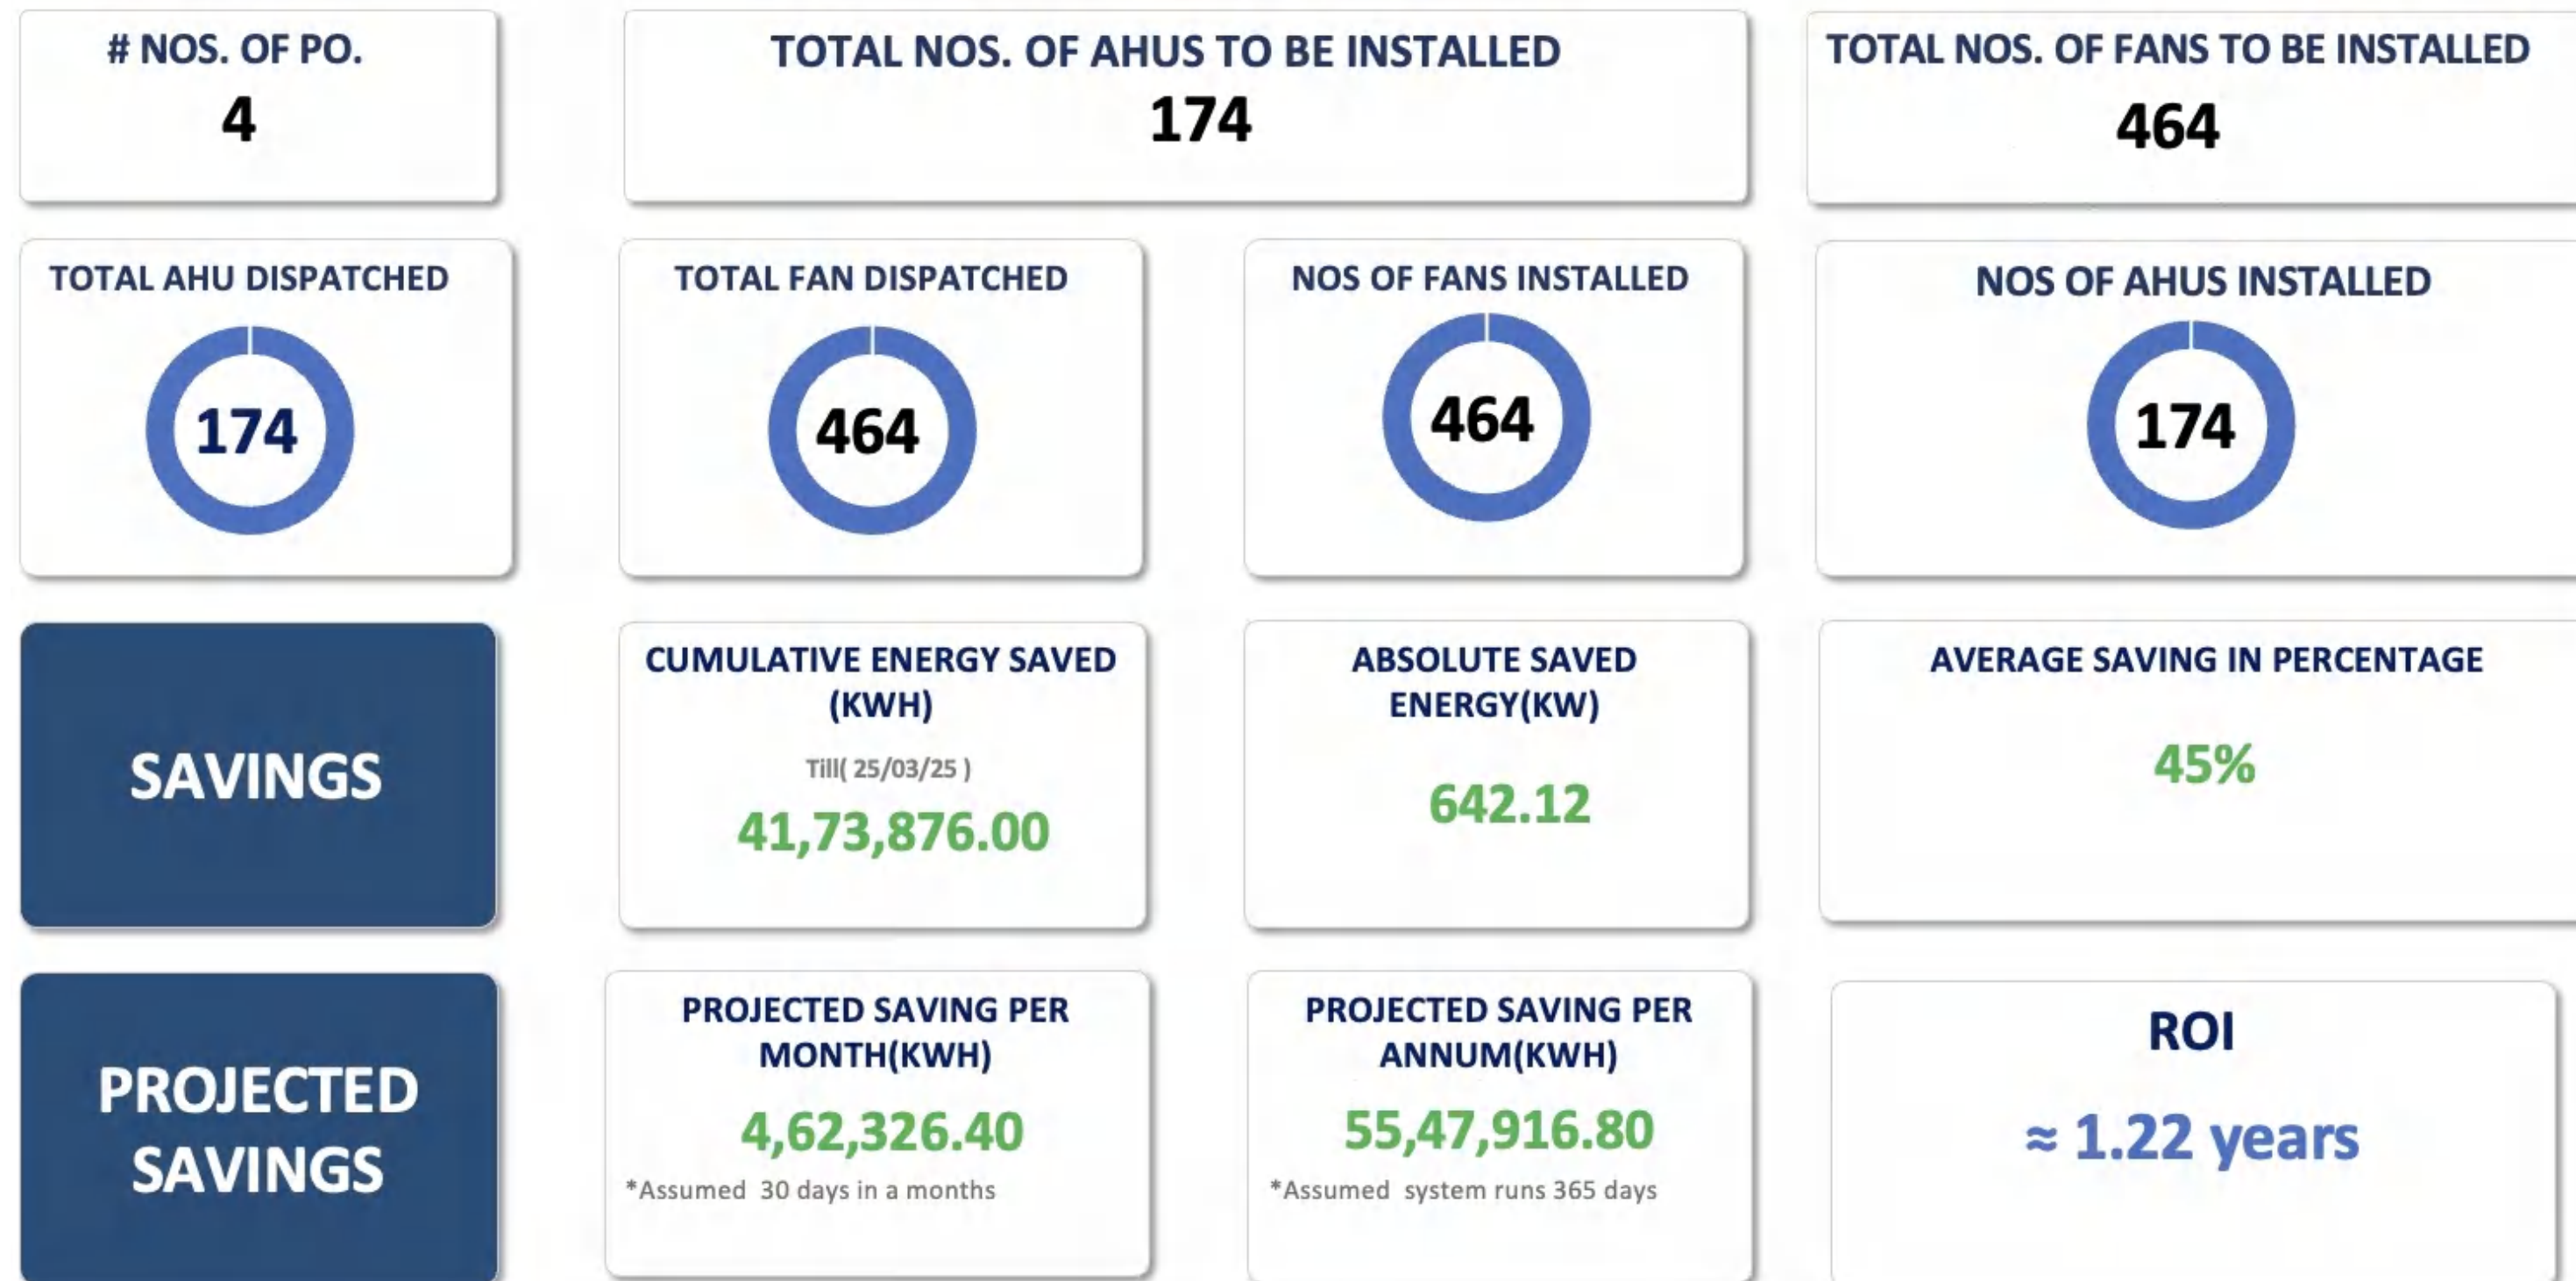 # NOS. OF PO.
4
TOTAL NOS. OF AHUS TO BE INSTALLED
174
TOTAL NOS. OF FANS TO BE INSTALLED
464
TOTAL AHU DISPATCHED
174
TOTAL FAN DISPATCHED
464
NOS OF FANS INSTALLED
464
NOS OF AHUS INSTALLED
174
SAVINGS
CUMULATIVE ENERGY SAVED
(KWH)
Till( 25/03/25 )
41,73,876.00
ABSOLUTE SAVED
ENERGY(KW)
642.12
AVERAGE SAVING IN PERCENTAGE
45%
PROJECTED
SAVINGS
PROJECTED SAVING PER
MONTH(KWH)
4,62,326.40
*Assumed 30 days in a months
PROJECTED SAVING PER
ANNUM(KWH)
55,47,916.80
*Assumed system runs 365 days
ROI
≈ 1.22 years